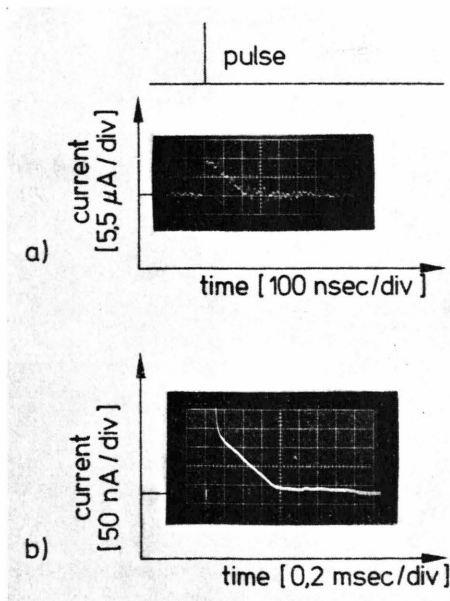 pulse
current
[5,5 μA/div]
a)
time [100 nsec/div]
current
[50 nA/div]
b)
time [0,2 msec/div]